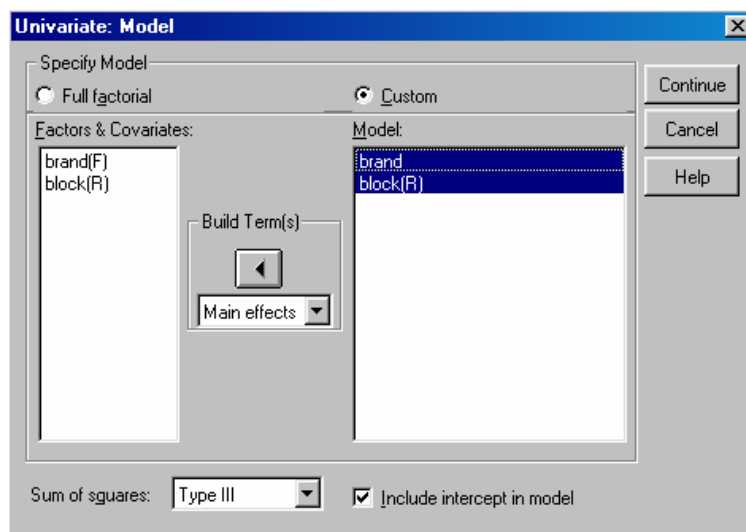 Univariate: Model
Specify Model
Full factorial
Custom
Continue
Cancel
Help
Factors & Covariates:
brand(F)
block(R)
Build Term(s)
Main effects
Model:
brand
block(R)
Sum of squares:
Type III
Include intercept in model